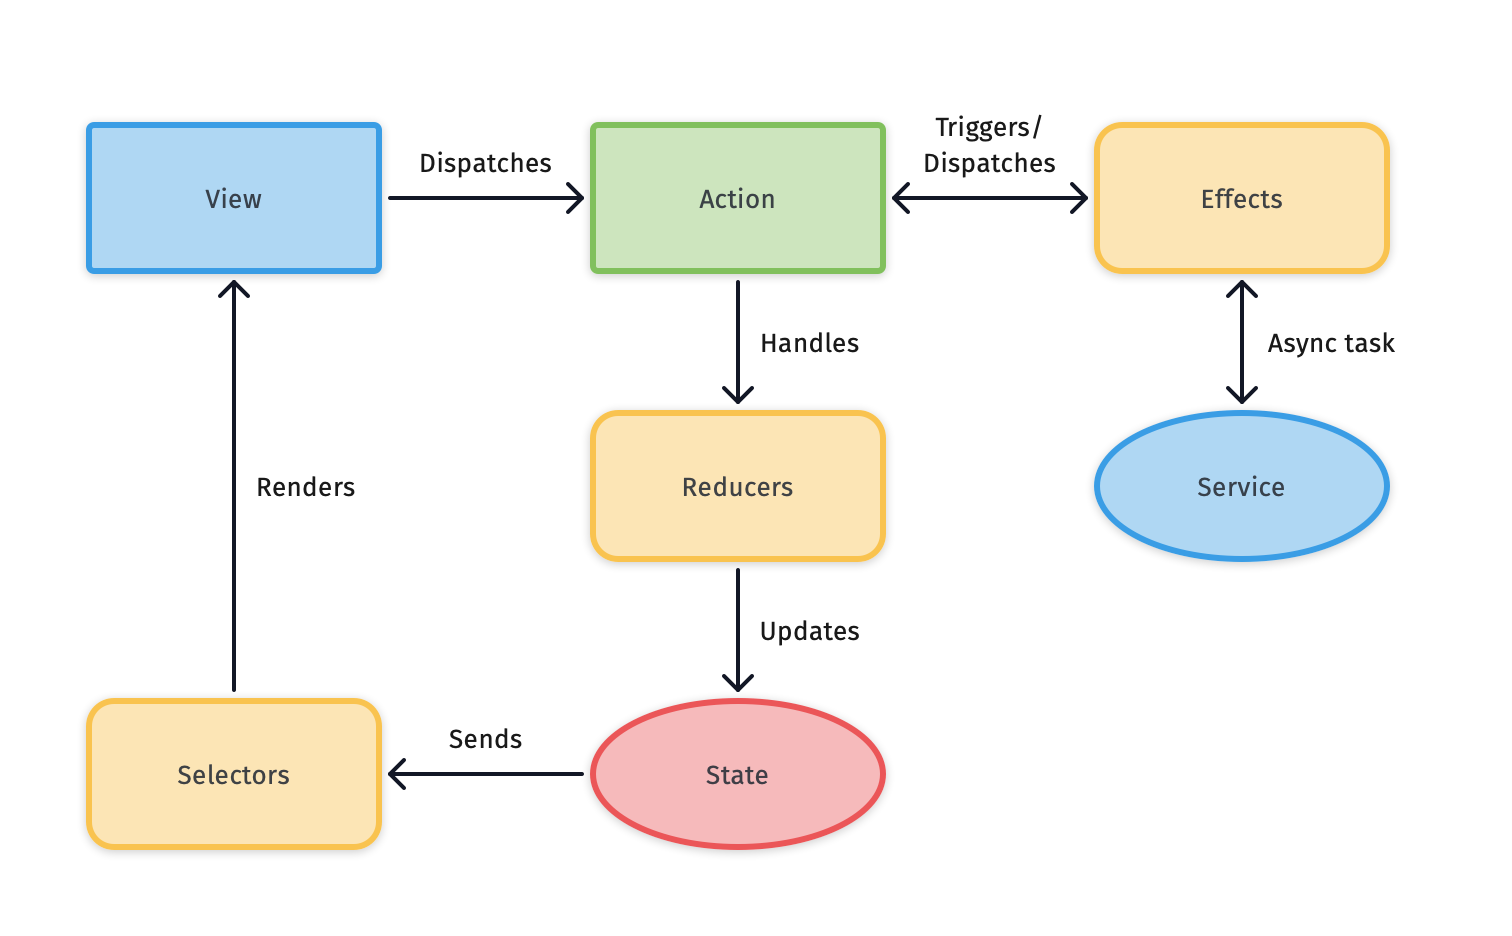 View
Dispatches
Action
Triggers/
Dispatches
Effects
Handles
Async task
Renders
Reducers
Service
Updates
Selectors
Sends
State